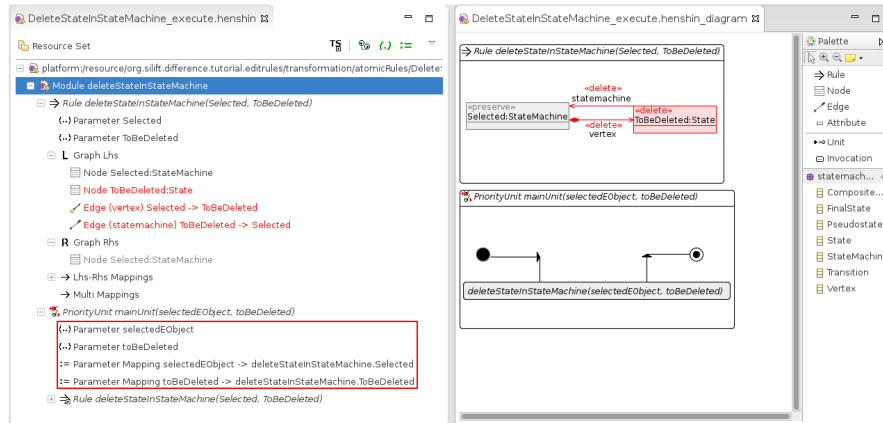 DeleteStateInStateMachine_execute.henshin
Resource Set
platform:/resource/org.silift.difference.tutorial.editrules/transformation/atomicRules/Delete
Module deleteStateInStateMachine
Rule deleteStateInStateMachine(Selected, ToBeDeleted)
(..) Parameter Selected
(..) Parameter ToBeDeleted
L Graph Lhs
Node Selected:StateMachine
Node ToBeDeleted:State
Edge (vertex) Selected -> ToBeDeleted
Edge (statemachine) ToBeDeleted -> Selected
R Graph Rhs
Node Selected:StateMachine
Lhs-Rhs Mappings
Multi Mappings
PriorityUnit mainUnit(selectedEObject, toBeDeleted)
(..) Parameter selectedEObject
(..) Parameter toBeDeleted
:= Parameter Mapping selectedEObject -> deleteStateInStateMachine.Selected
:= Parameter Mapping toBeDeleted -> deleteStateInStateMachine.ToBeDeleted
Rule deleteStateInStateMachine(Selected, ToBeDeleted)
DeleteStateInStateMachine_execute.henshin_diagram
Rule deleteStateInStateMachine(Selected, ToBeDeleted)
«delete»
statemachine
«preserve»
Selected:StateMachine
«delete»
ToBeDeleted:State
«delete»
vertex
PriorityUnit mainUnit(selectedEObject, toBeDeleted)
deleteStateInStateMachine(selectedEObject, toBeDeleted)
Palette
Rule
Node
Edge
Attribute
Unit
Invocation
statemach...
Composite...
FinalState
Pseudostate
State
StateMachin
Transition
Vertex